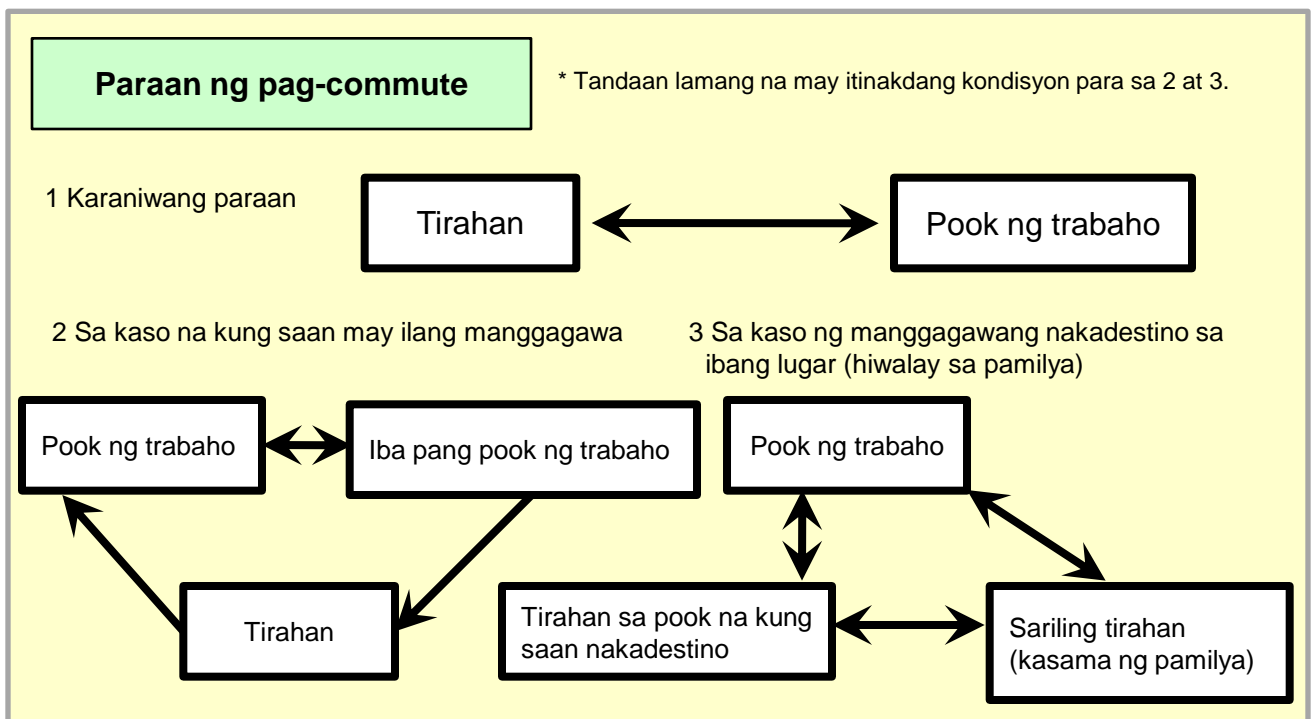 Paraan ng pag-commute
* Tandaan lamang na may itinakdang kondisyon para sa 2 at 3.
1 Karaniwang paraan
Tirahan
Pook ng trabaho
2 Sa kaso na kung saan may ilang manggagawa
Pook ng trabaho
Iba pang pook ng trabaho
Tirahan
3 Sa kaso ng manggagawang nakadestino sa
ibang lugar (hiwalay sa pamilya)
Pook ng trabaho
Tirahan sa pook na kung
saan nakadestino
Sariling tirahan
(kasama ng pamilya)